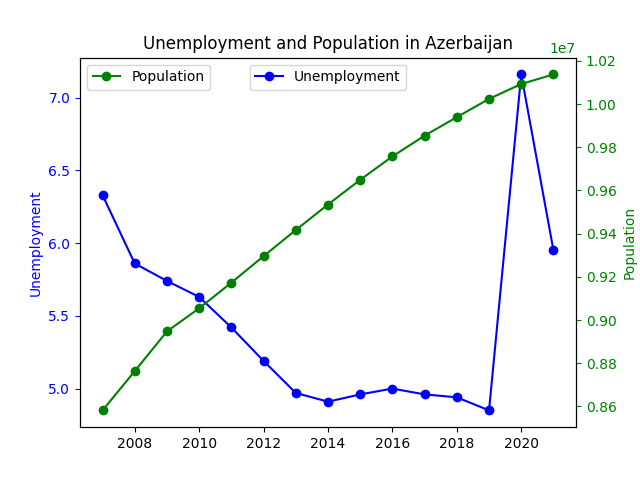 Unemployment and Population in Azerbaijan
1e7
Population
Unemployment
7.0
6.5
6.0
5.5
5.0
Unemployment
1.02
1.00
0.98
0.96
0.94
0.92
0.90
0.88
0.86
Population
2008 2010 2012 2014 2016 2018 2020